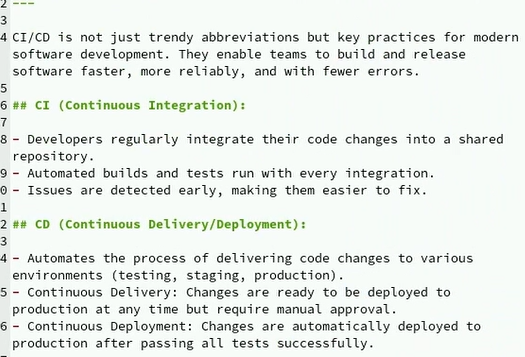 2 ---
3
4 CI/CD is not just trendy abbreviations but key practices for modern
software development. They enable teams to build and release
software faster, more reliably, and with fewer errors.
5
6 ## CI (Continuous Integration):
7
8 - Developers regularly integrate their code changes into a shared
repository.
9 - Automated builds and tests run with every integration.
0 - Issues are detected early, making them easier to fix.
1
2 ## CD (Continuous Delivery/Deployment):
3
4 - Automates the process of delivering code changes to various
environments (testing, staging, production).
5 - Continuous Delivery: Changes are ready to be deployed to
production at any time but require manual approval.
6 - Continuous Deployment: Changes are automatically deployed to
production after passing all tests successfully.